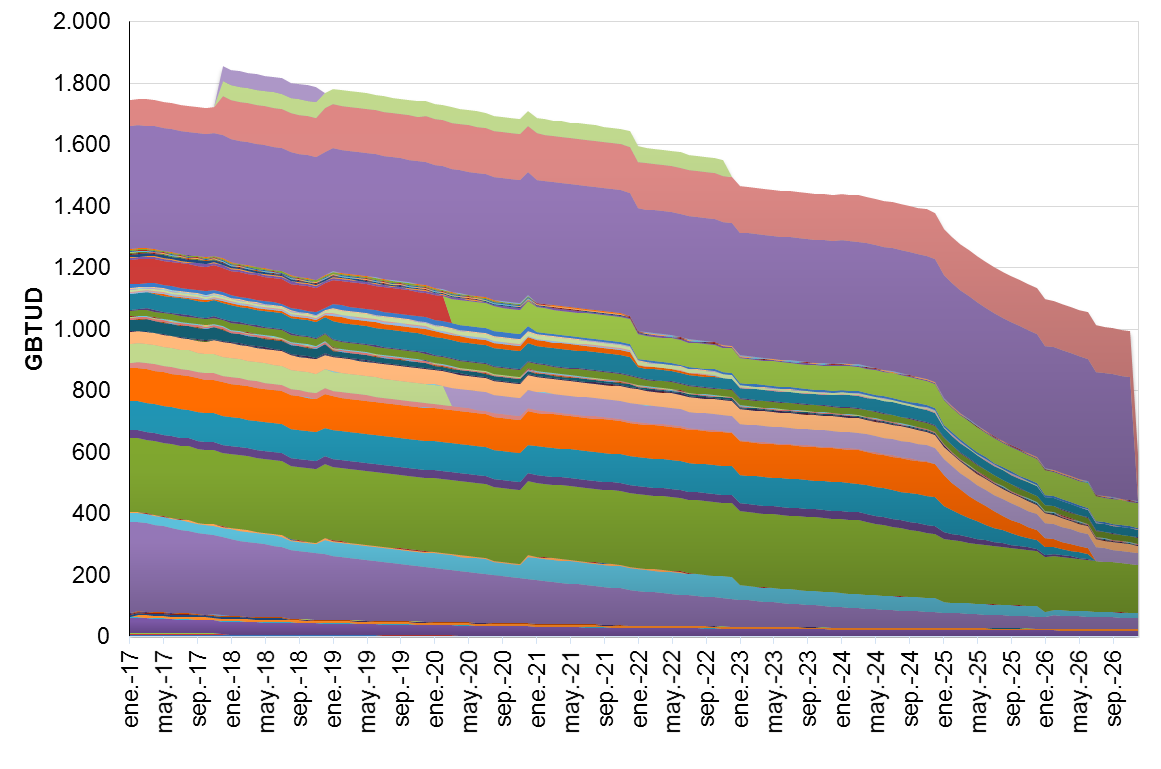 2.000
1.800
1.600
1.400
1.200
1.000
800
600
400
200
0
GBTUD
ene.-17
may.-17
sep.-17
ene.-18
may.-18
sep.-18
ene.-19
may.-19
sep.-19
ene.-20
may.-20
sep.-20
ene.-21
may.-21
sep.-21
ene.-22
may.-22
sep.-22
ene.-23
may.-23
sep.-23
ene.-24
may.-24
sep.-24
ene.-25
may.-25
sep.-25
ene.-26
may.-26
sep.-26